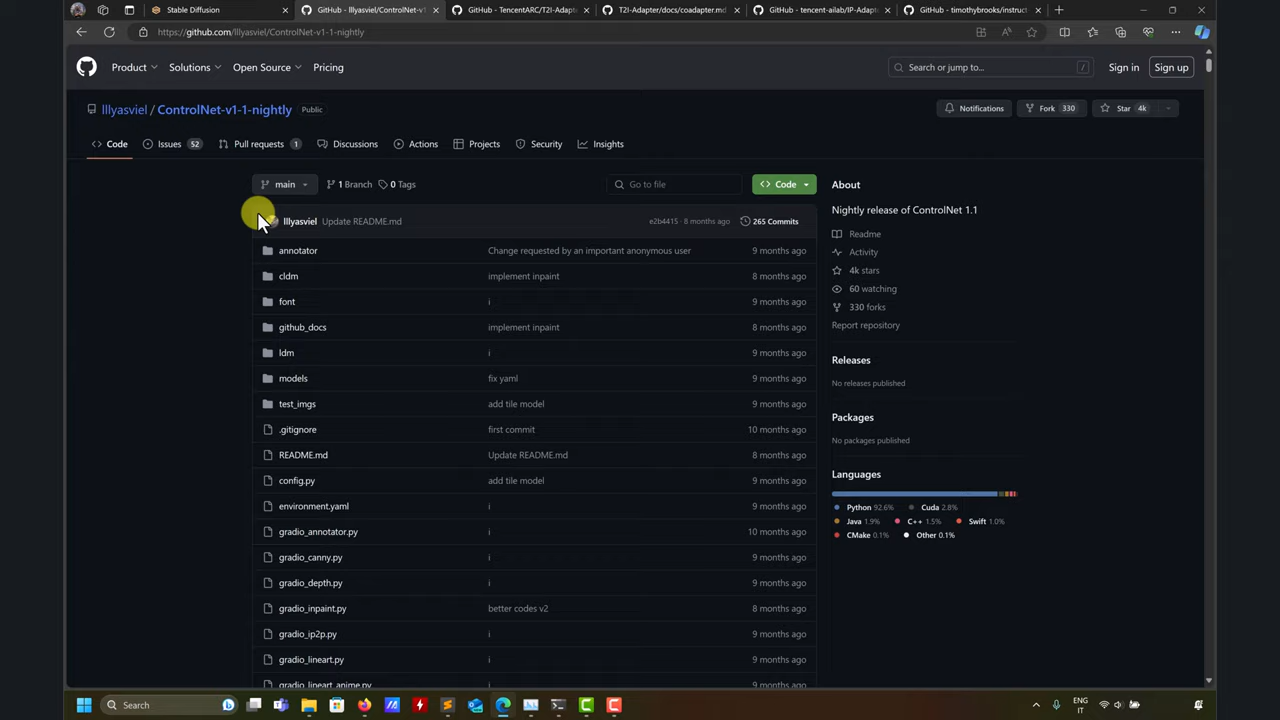 Stable Diffusion
GitHub - lllyasviel/ControlNet-v1-
GitHub - TencentARC/T2I-Adapter
T2I-Adapter/docs/coadapter.md
GitHub - tencent-ailab/IP-Adapter
GitHub - timothybrooks/instruct
https://github.com/lllyasviel/ControlNet-v1-1-nightly
Product
Solutions
Open Source
Pricing
Search or jump to...
/
Sign in
Sign up
lllyasviel / ControlNet-v1-1-nightly
Public
Notifications
Fork 330
Star 4k
Code
Issues 52
Pull requests 1
Discussions
Actions
Projects
Security
Insights
main
1 Branch
0 Tags
Go to file
Code
lllyasviel Update README.md e2b4415 · 8 months ago 265 Commits
annotator Change requested by an important anonymous user 9 months ago
cldm implement inpaint 8 months ago
font i 9 months ago
github_docs implement inpaint 8 months ago
ldm i 9 months ago
models fix yaml 9 months ago
test_imgs add tile model 9 months ago
.gitignore first commit 10 months ago
README.md Update README.md 8 months ago
config.py add tile model 9 months ago
environment.yaml i 9 months ago
gradio_annotator.py i 10 months ago
gradio_canny.py i 9 months ago
gradio_depth.py i 9 months ago
gradio_inpaint.py better codes v2 8 months ago
gradio_ip2p.py i 9 months ago
gradio_lineart.py i 9 months ago
gradio_lineart_anime.py i 9 months ago
About
Nightly release of ControlNet 1.1
Readme
Activity
4k stars
60 watching
330 forks
Report repository
Releases
No releases published
Packages
No packages published
Languages
Python 92.6%
Cuda 2.8%
Java 1.9%
C++ 1.5%
Swift 1.0%
CMake 0.1%
Other 0.1%
Search
ENG
IT